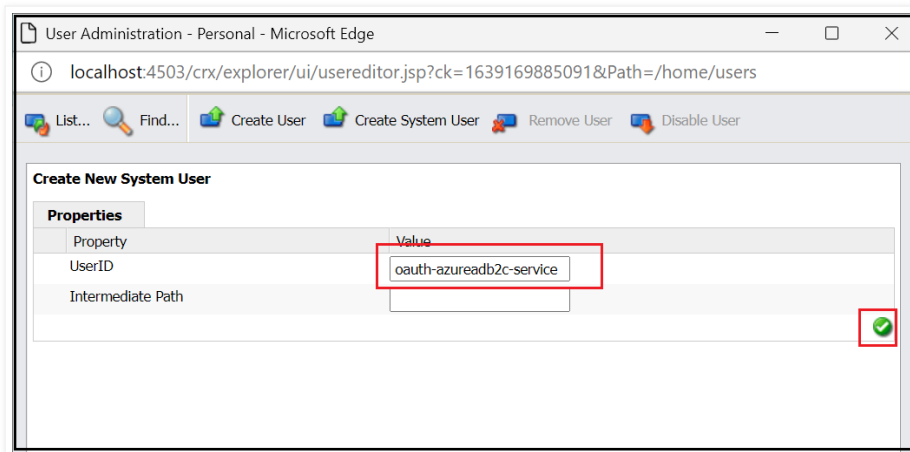 User Administration - Personal - Microsoft Edge
localhost:4503/crx/explorer/ui/usereditor.jsp?ck=1639169885091&Path=/home/users
List... Find... Create User Create System User Remove User Disable User
Create New System User
Properties
Property Value
UserID oauth-azureadb2c-service
Intermediate Path